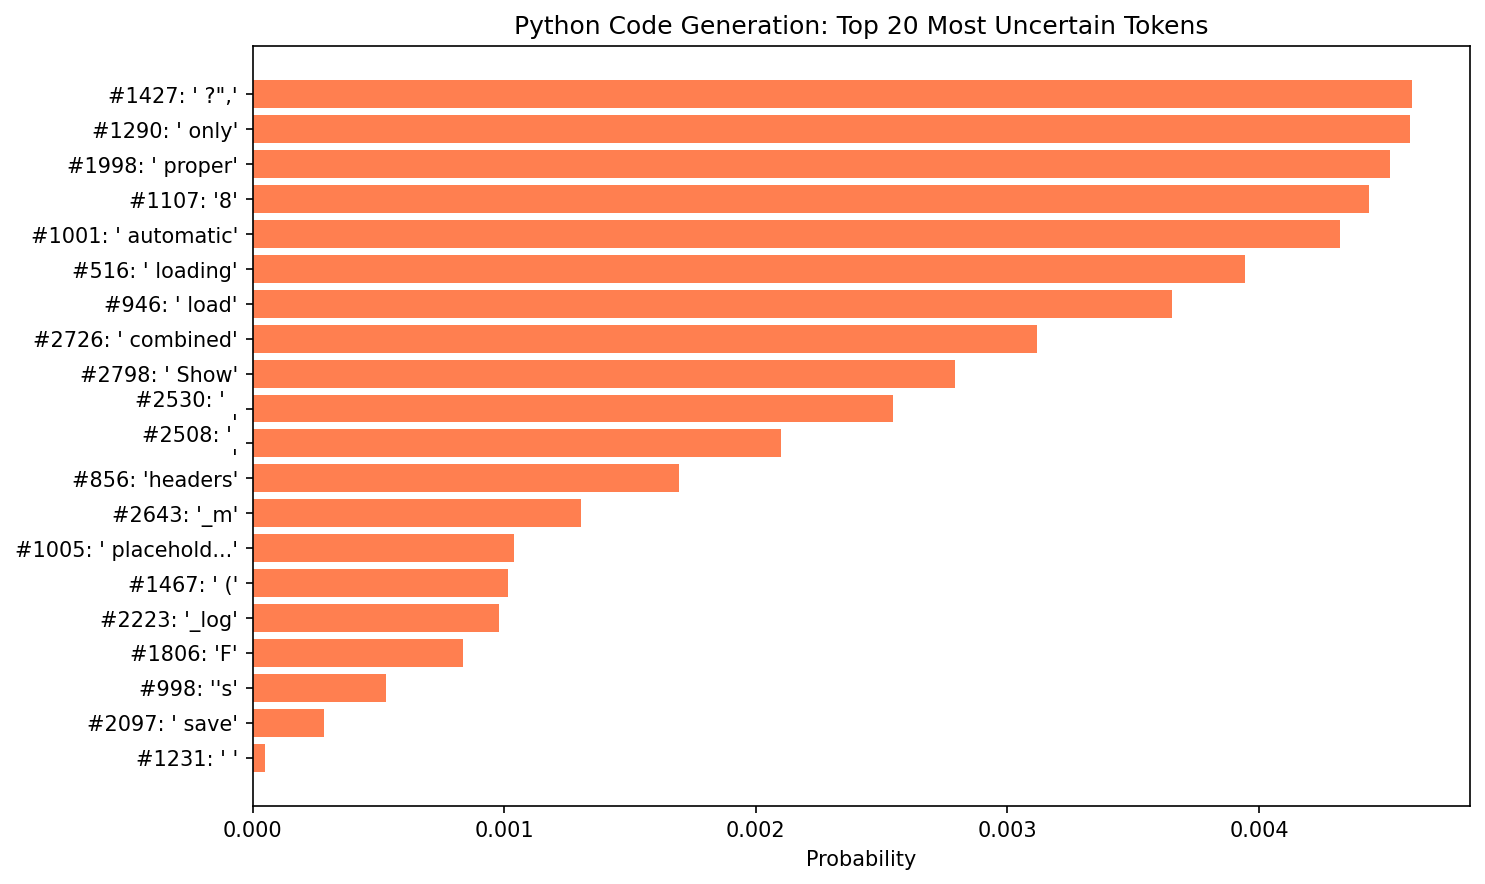 Python Code Generation: Top 20 Most Uncertain Tokens
#1427: ' ?",'
#1290: ' only'
#1998: ' proper'
#1107: '8'
#1001: ' automatic'
#516: ' loading'
#946: ' load'
#2726: ' combined'
#2798: ' Show'
#2530: '
'
#2508: '
'
#856: 'headers'
#2643: '_m'
#1005: ' placehold...'
#1467: ' ('
#2223: '_log'
#1806: 'F'
#998: ''s'
#2097: ' save'
#1231: ' '
0.000 0.001 0.002 0.003 0.004
Probability